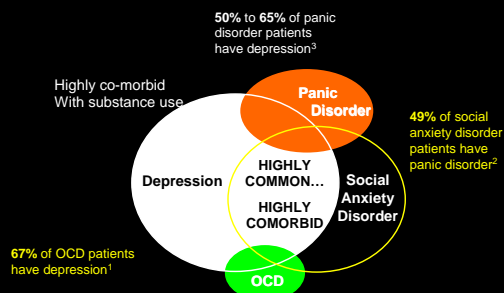 50% to 65% of panic
disorder patients
have depression3
Highly co-morbid
With substance use
Panic
Disorder
49% of social
anxiety disorder
patients have
panic disorder2
Depression
HIGHLY
COMMON…
HIGHLY
COMORBID
Social
Anxiety
Disorder
67% of OCD patients
have depression1
OCD